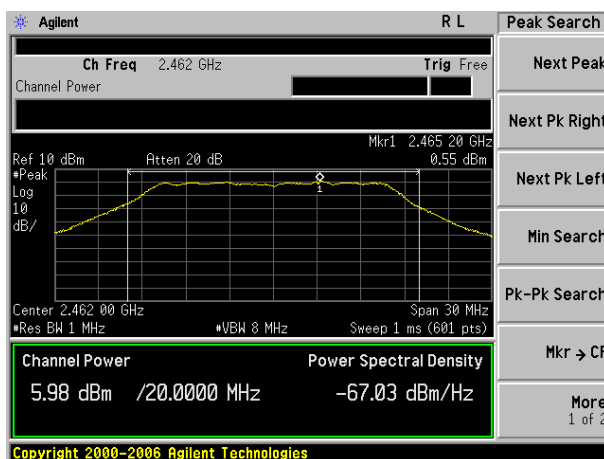 Agilent R L
Peak Search
Ch Freq 2.462 GHz Trig Free
Channel Power
Next Peak
Next Pk Right
Next Pk Left
Min Search
Pk-Pk Search
Mkr → CF
More
1 of 2
Mkr1 2.465 20 GHz
Ref 10 dBm Atten 20 dB 0.55 dBm
#Peak
Log
10
dB/
1
Center 2.462 00 GHz Span 30 MHz
#Res BW 1 MHz #VBW 8 MHz Sweep 1 ms (601 pts)
Channel Power Power Spectral Density
5.98 dBm /20.0000 MHz -67.03 dBm/Hz
Copyright 2000-2006 Agilent Technologies